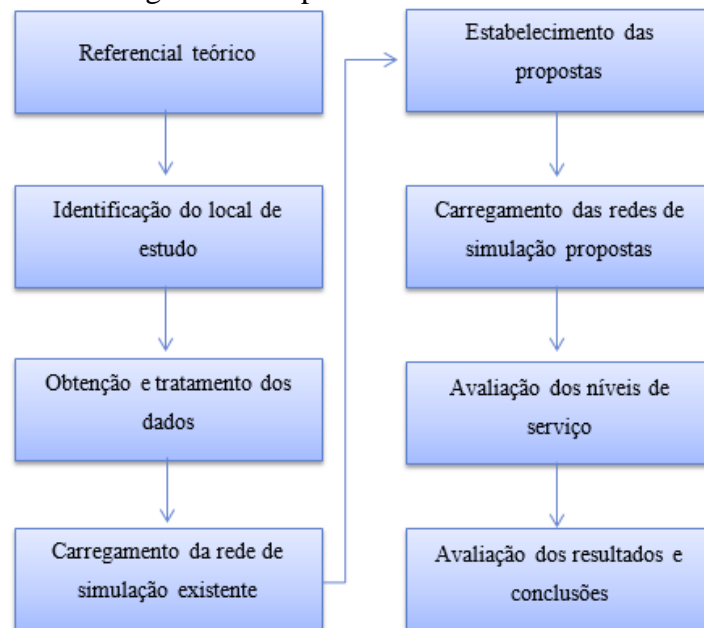 Referencial teórico
Identificação do local de
estudo
Obtenção e tratamento dos
dados
Carregamento da rede de
simulação existente
Estabelecimento das
propostas
Carregamento das redes de
simulação propostas
Avaliação dos níveis de
serviço
Avaliação dos resultados e
conclusões